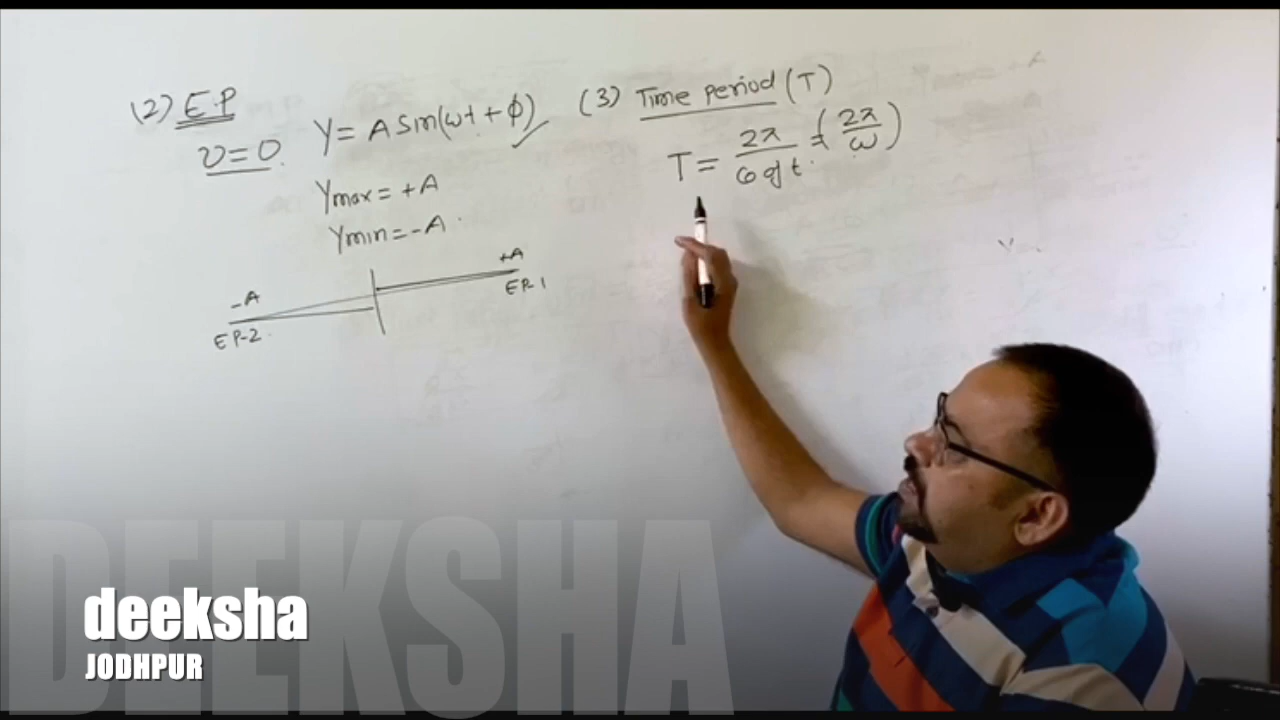 (2) E.P
v=0.
Y= A Sin(ωt + ϕ)
Ymax= +A
Ymin=-A
+A
EP-1
-A
EP-2
(3) Time period (T)
T= 2π / co of t = (2π / ω)
DEEKSHA
deeksha
JODHPUR